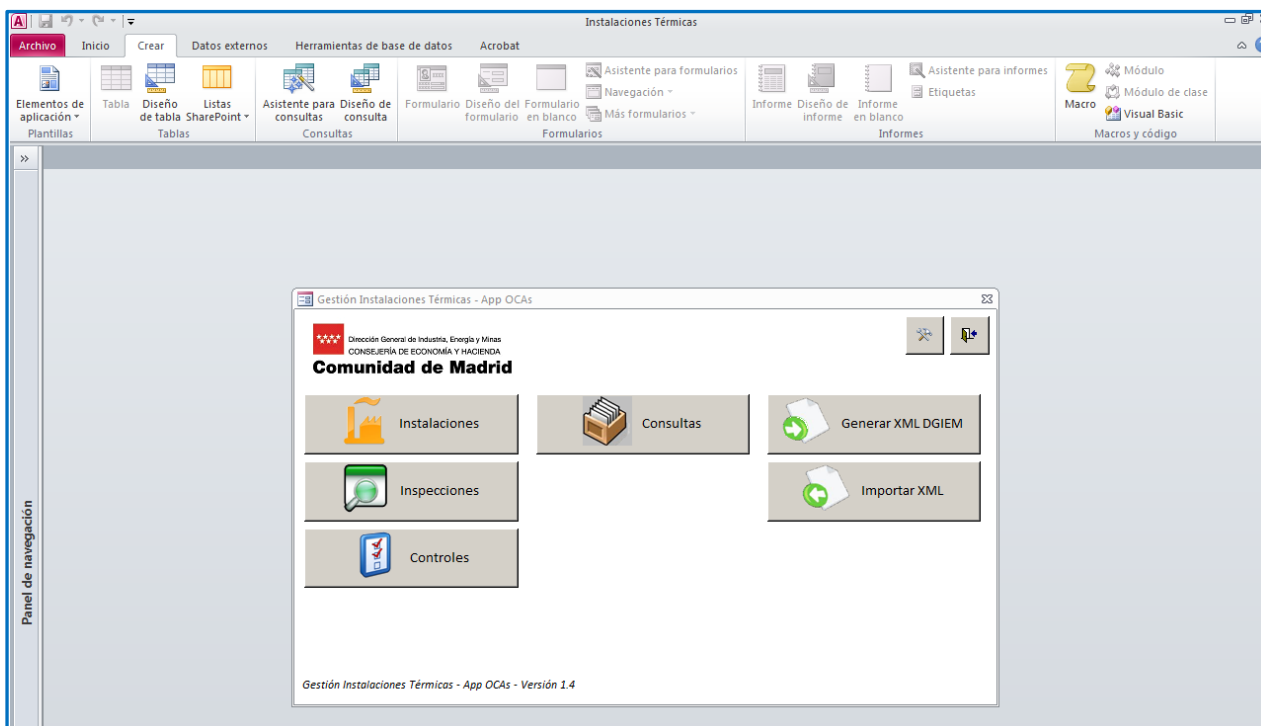 A
Instalaciones Térmicas
Archivo Inicio Crear Datos externos Herramientas de base de datos Acrobat
Elementos de aplicación
Plantillas
Tabla
Diseño de tabla
Listas SharePoint
Tablas
Asistente para consultas
Diseño de consulta
Consultas
Formulario
Diseño del formulario
Formulario en blanco
Asistente para formularios
Navegación
Más formularios
Formularios
Informe
Diseño de informe
Informe en blanco
Asistente para informes
Etiquetas
Informes
Macro
Módulo
Módulo de clase
Visual Basic
Macros y código
»
Panel de navegación
Gestión Instalaciones Térmicas - App OCAs
Dirección General de Industria, Energía y Minas
CONSEJERÍA DE ECONOMÍA Y HACIENDA
Comunidad de Madrid
Instalaciones
Consultas
Generar XML DGIEM
Inspecciones
Importar XML
Controles
Gestión Instalaciones Térmicas - App OCAs - Versión 1.4